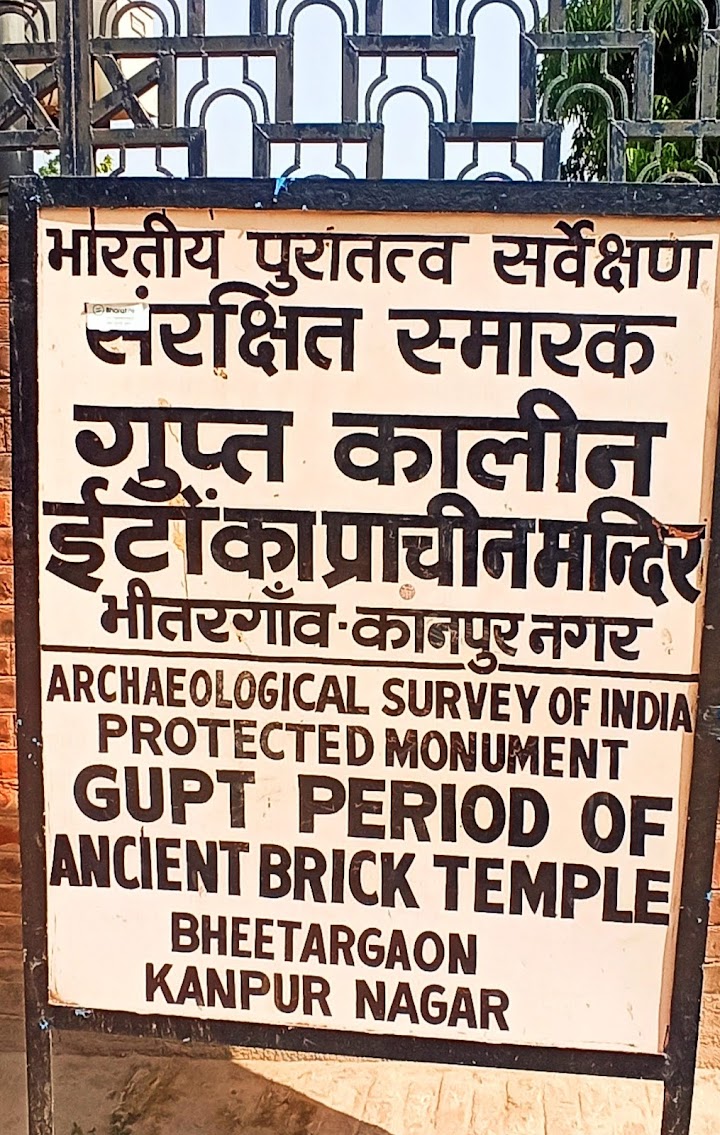 भारतीय पुरातत्व सर्वेक्षण
संरक्षित स्मारक
गुप्त कालीन
ईटों का प्राचीन मन्दिर
भीतरगाँव - कानपुर नगर
ARCHAEOLOGICAL SURVEY OF INDIA
PROTECTED MONUMENT
GUPT PERIOD OF
ANCIENT BRICK TEMPLE
BHEETARGAON
KANPUR NAGAR